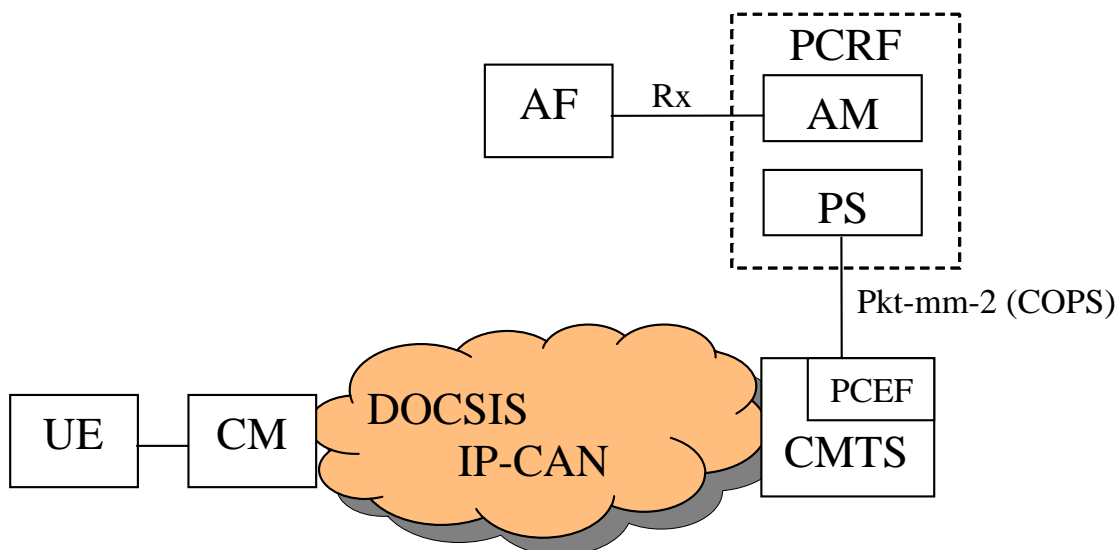 PCRF
AF
Rx
AM
PS
Pkt-mm-2 (COPS)
PCEF
DOCSIS
UE
CM
IP-CAN
CMTS